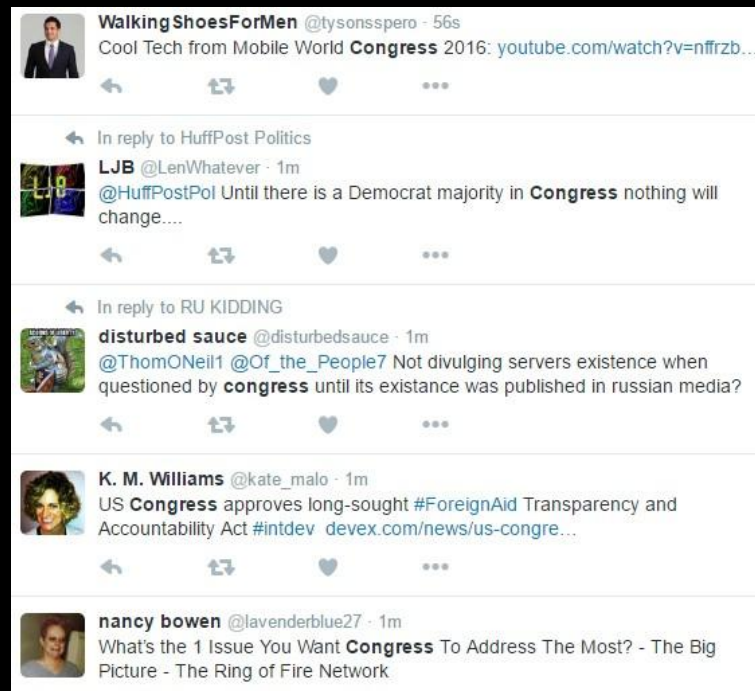 WalkingShoesForMen @tysonsspero · 56s
Cool Tech from Mobile World Congress 2016: youtube.com/watch?v=nffrzb...
In reply to HuffPost Politics
LJB @LenWhatever · 1m
@HuffPostPol Until there is a Democrat majority in Congress nothing will
change....
In reply to RU KIDDING
disturbed sauce @disturbedsauce · 1m
@ThomONeil1 @Of_the_People7 Not divulging servers existence when
questioned by congress until its existance was published in russian media?
K. M. Williams @kate_malo · 1m
US Congress approves long-sought #ForeignAid Transparency and
Accountability Act #intdev devex.com/news/us-congre...
nancy bowen @lavenderblue27 · 1m
What's the 1 Issue You Want Congress To Address The Most? - The Big
Picture - The Ring of Fire Network